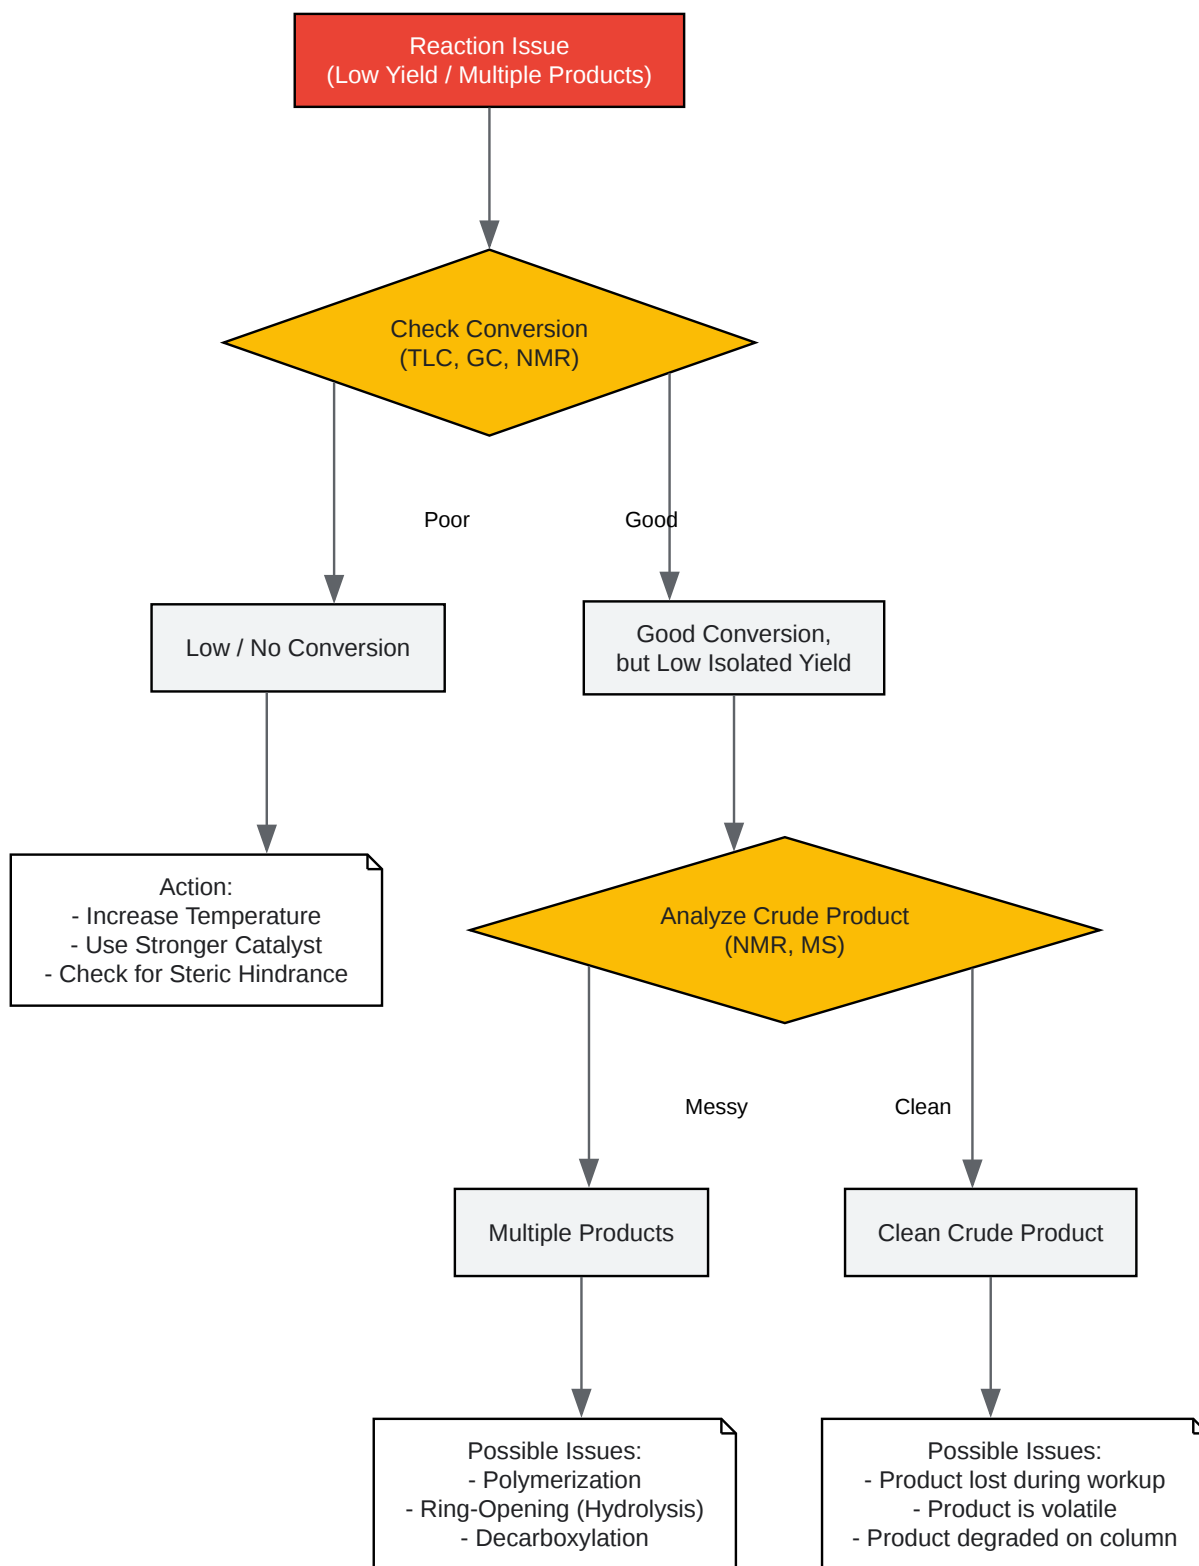 Reaction Issue
(Low Yield / Multiple Products)
Check Conversion
(TLC, GC, NMR)
Poor
Good
Low / No Conversion
Good Conversion,
but Low Isolated Yield
Action:
- Increase Temperature
- Use Stronger Catalyst
- Check for Steric Hindrance
Analyze Crude Product
(NMR, MS)
Messy
Clean
Multiple Products
Clean Crude Product
Possible Issues:
- Polymerization
- Ring-Opening (Hydrolysis)
- Decarboxylation
Possible Issues:
- Product lost during workup
- Product is volatile
- Product degraded on column